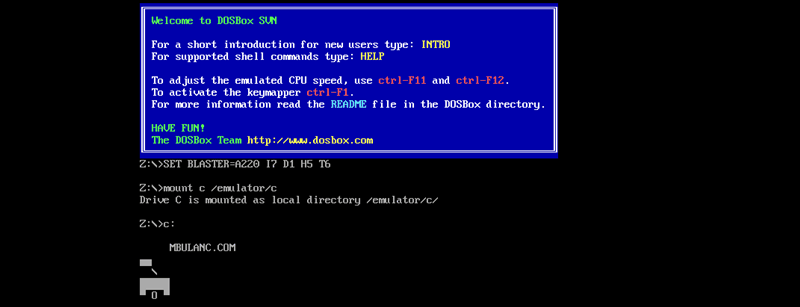 Welcome to DOSBox SVN
For a short introduction for new users type: INTRO
For supported shell commands type: HELP
To adjust the emulated CPU speed, use ctrl-F11 and ctrl-F12.
To activate the keymapper ctrl-F1.
For more information read the README file in the DOSBox directory.
HAVE FUN!
The DOSBox Team http://www.dosbox.com
Z:\>SET BLASTER=A220 I7 D1 H5 T6
Z:\>mount c /emulator/c
Drive C is mounted as local directory /emulator/c/
Z:\>c:
MBULANC.COM
\
O